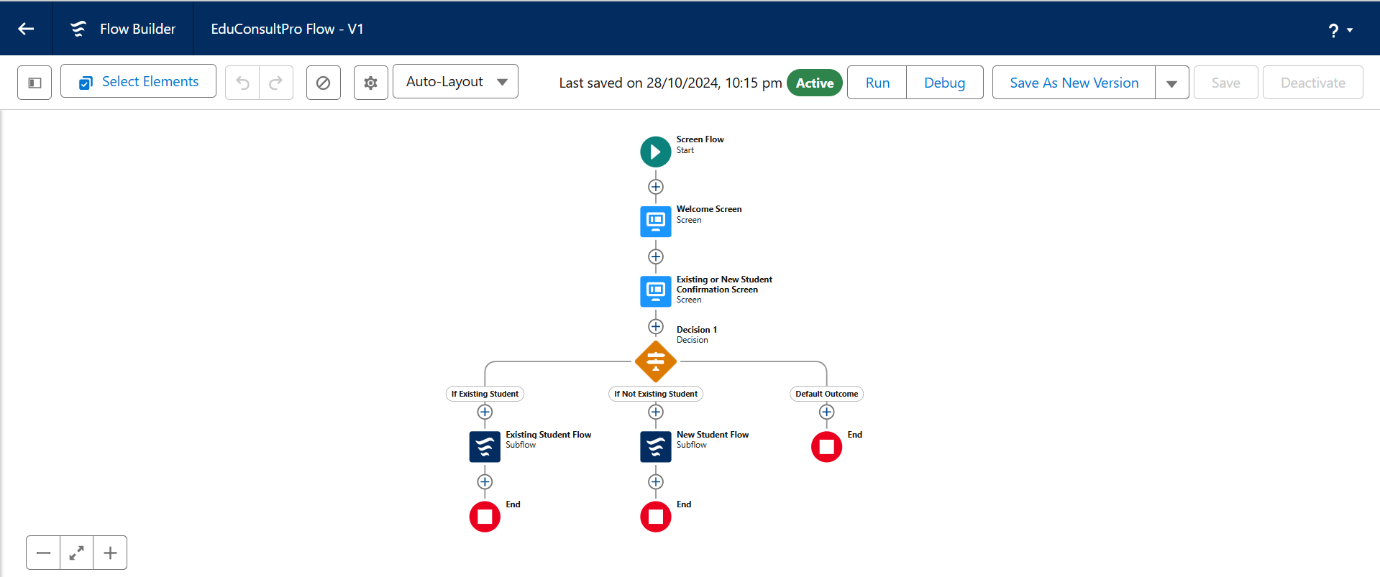 Flow Builder
EduConsultPro Flow - V1
?
Select Elements
Auto-Layout
Last saved on 28/10/2024, 10:15 pm
Active
Run
Debug
Save As New Version
Save
Deactivate
Screen Flow
Start
Welcome Screen
Screen
Existing or New Student
Confirmation Screen
Screen
Decision 1
Decision
If Existing Student
If Not Existing Student
Default Outcome
Existing Student Flow
Subflow
New Student Flow
Subflow
End
End
End